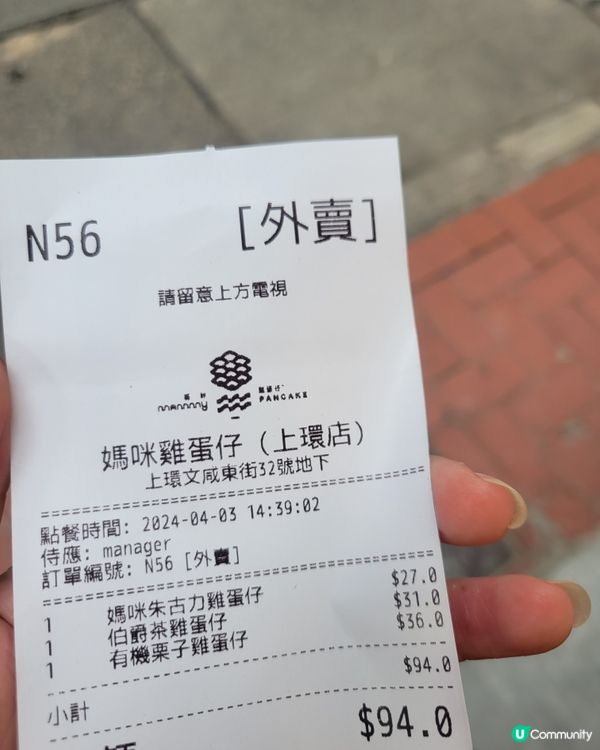 N56 [外賣]
請留意上方電視
媽咪 雞蛋仔
mammy PANCAKE
媽咪雞蛋仔 (上環店)
上環文咸東街32號地下
點餐時間: 2024-04-03 14:39:02
侍應: manager
訂單編號: N56 [外賣]
1 媽咪朱古力雞蛋仔 $27.0
1 伯爵茶雞蛋仔 $31.0
1 有機栗子雞蛋仔 $36.0
小計 $94.0
$94.0
U Community